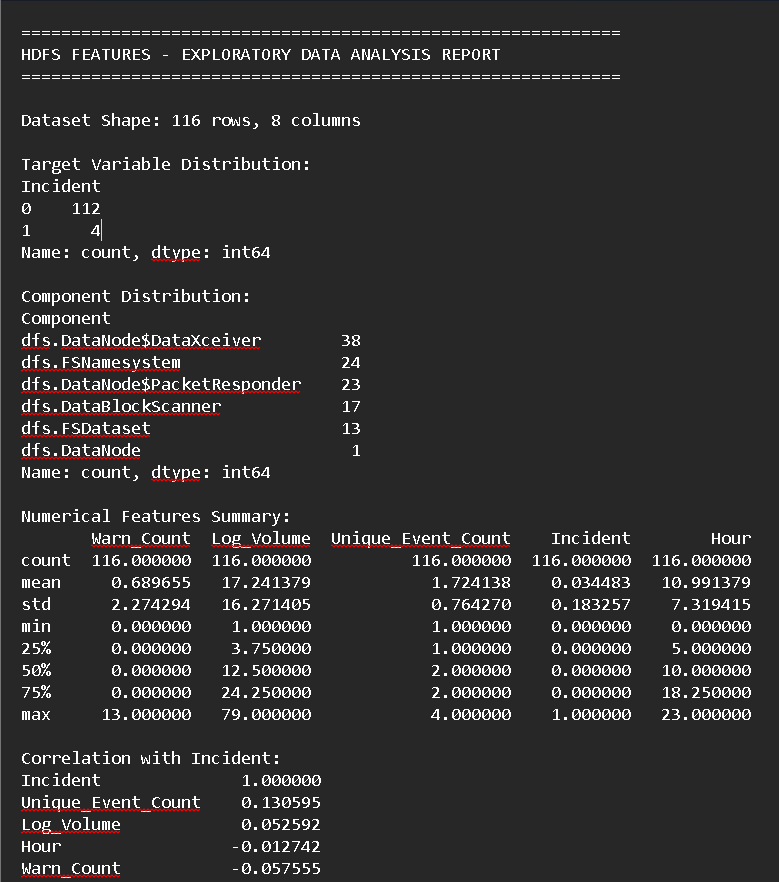 ============================================================
HDFS FEATURES - EXPLORATORY DATA ANALYSIS REPORT
============================================================
Dataset Shape: 116 rows, 8 columns
Target Variable Distribution:
Incident
0    112
1      4
Name: count, dtype: int64
Component Distribution:
Component
dfs.DataNode$DataXceiver        38
dfs.FSNamesystem                24
dfs.DataNode$PacketResponder    23
dfs.DataBlockScanner            17
dfs.FSDataset                   13
dfs.DataNode                     1
Name: count, dtype: int64
Numerical Features Summary:
       Warn_Count  Log_Volume  Unique_Event_Count    Incident        Hour
count  116.000000  116.000000          116.000000  116.000000  116.000000
mean     0.689655   17.241379            1.724138    0.034483   10.991379
std      2.274294   16.271405            0.764270    0.183257    7.319415
min      0.000000    1.000000            1.000000    0.000000    0.000000
25%      0.000000    3.750000            1.000000    0.000000    5.000000
50%      0.000000   12.500000            2.000000    0.000000   10.000000
75%      0.000000   24.250000            2.000000    0.000000   18.250000
max     13.000000   79.000000            4.000000    1.000000   23.000000
Correlation with Incident:
Incident              1.000000
Unique_Event_Count    0.130595
Log_Volume            0.052592
Hour                 -0.012742
Warn_Count           -0.057555